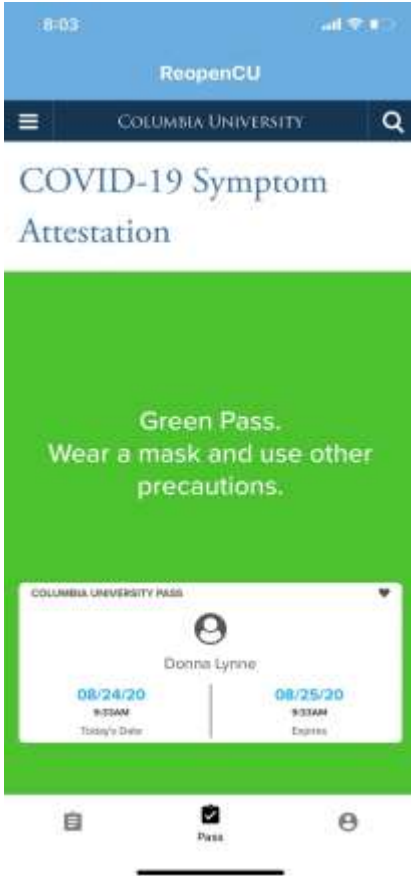 8:03
ReopenCU
COLUMBIA UNIVERSITY
COVID-19 Symptom
Attestation
Green Pass.
Wear a mask and use other
precautions.
COLUMBIA UNIVERSITY PASS
Donna Lynne
08/24/20 08/25/20
9:33AM 9:33AM
Today's Date Expires
Pass